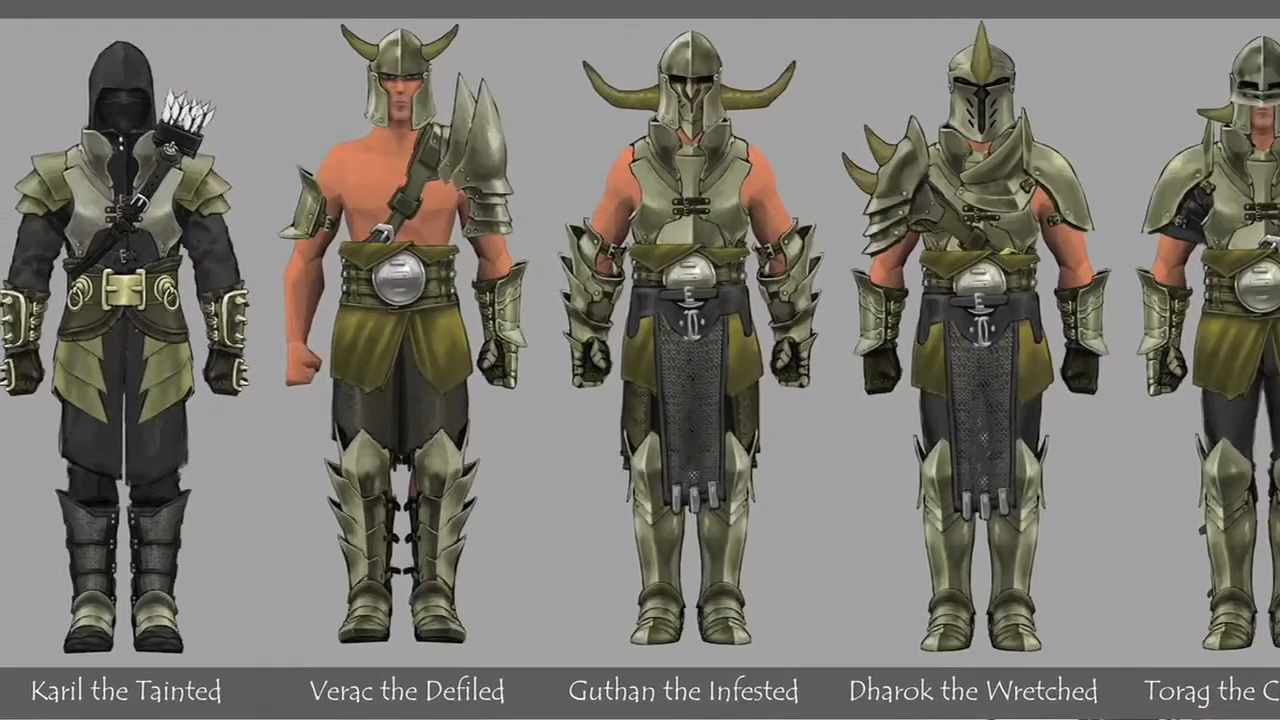 Karil the Tainted
Verac the Defiled
Guthan the Infested
Dharok the Wretched
Torag the C